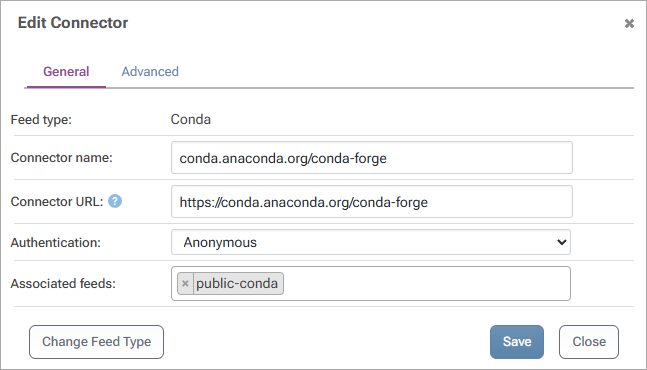 Edit Connector ×
General Advanced
Feed type: Conda
Connector name: conda.anaconda.org/conda-forge
Connector URL: ? https://conda.anaconda.org/conda-forge
Authentication: Anonymous
Associated feeds: × public-conda
Change Feed Type Save Close